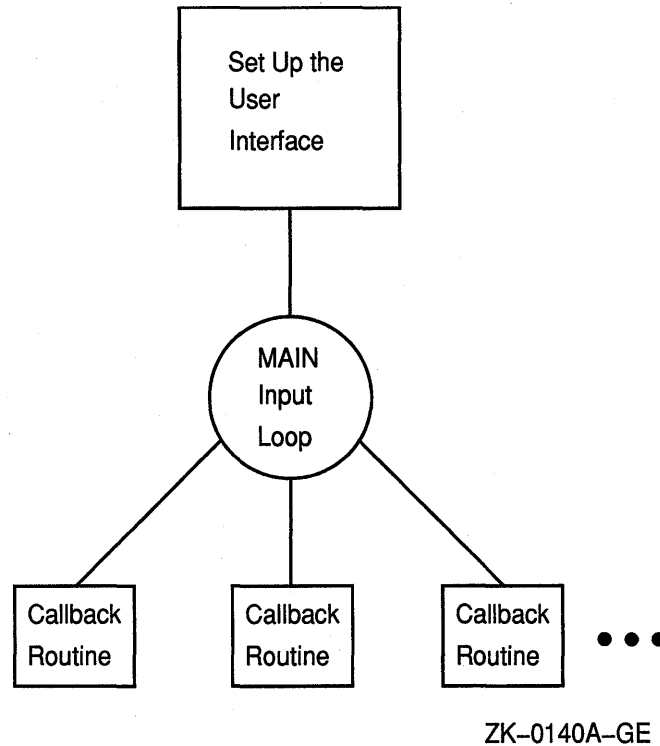 Set Up the
User
Interface
MAIN
Input
Loop
Callback
Routine
Callback
Routine
Callback
Routine
ZK–0140A–GE